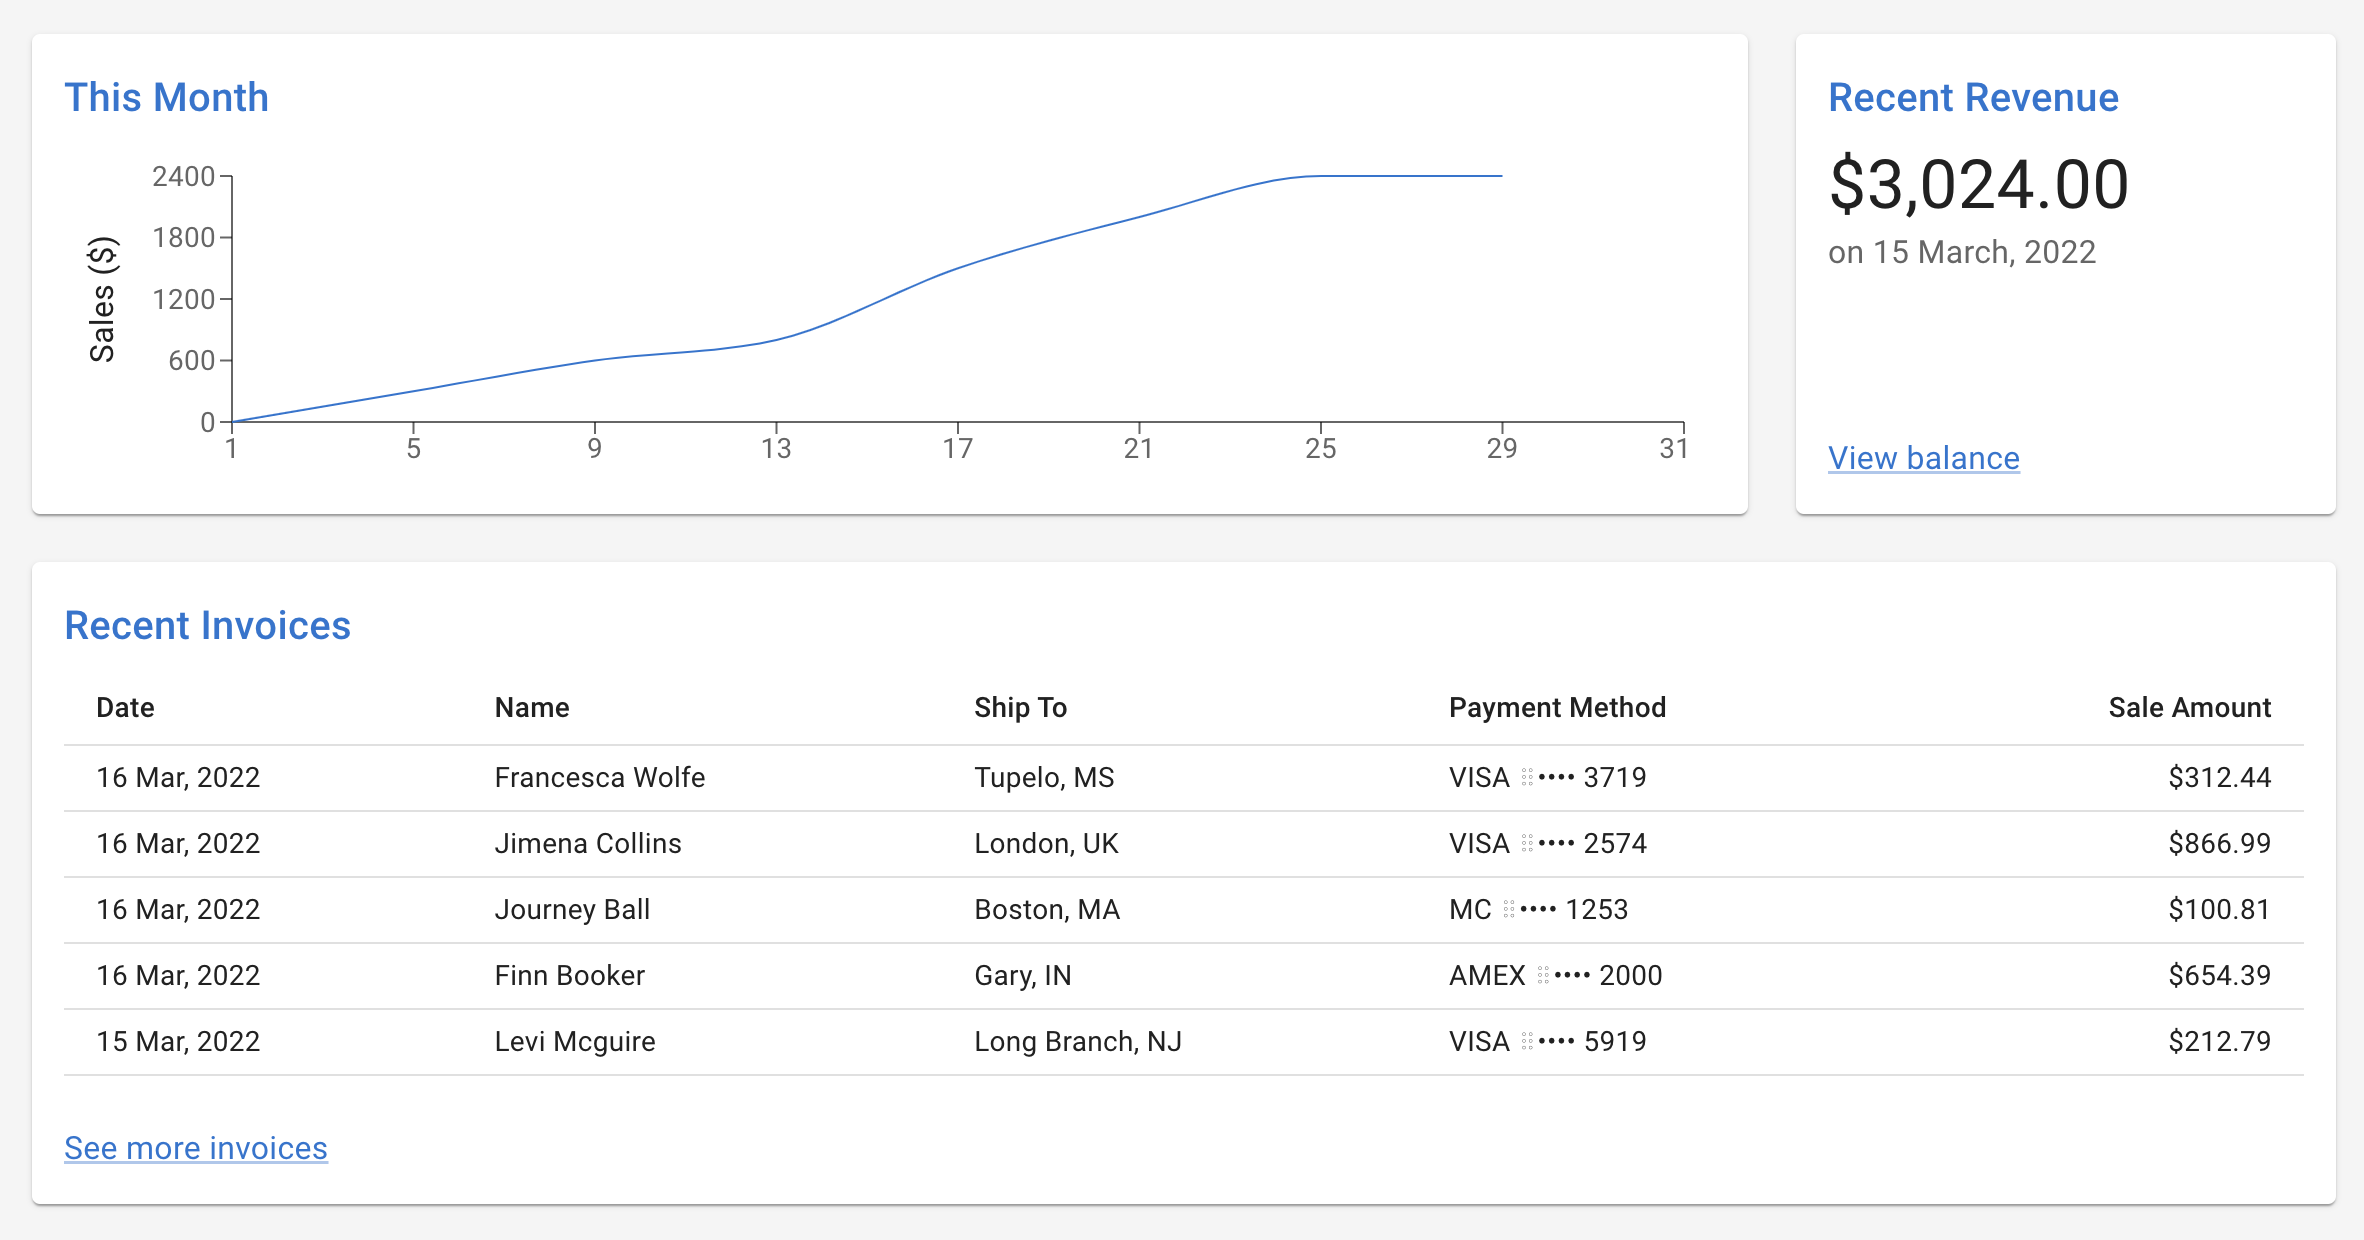 This Month
2400
1800
1200
600
0
Sales ($)
1 5 9 13 17 21 25 29 31
Recent Revenue
$3,024.00
on 15 March, 2022
View balance
Recent Invoices
Date Name Ship To Payment Method Sale Amount
16 Mar, 2022 Francesca Wolfe Tupelo, MS VISA ⠿•••• 3719 $312.44
16 Mar, 2022 Jimena Collins London, UK VISA ⠿•••• 2574 $866.99
16 Mar, 2022 Journey Ball Boston, MA MC ⠿•••• 1253 $100.81
16 Mar, 2022 Finn Booker Gary, IN AMEX ⠿•••• 2000 $654.39
15 Mar, 2022 Levi Mcguire Long Branch, NJ VISA ⠿•••• 5919 $212.79
See more invoices